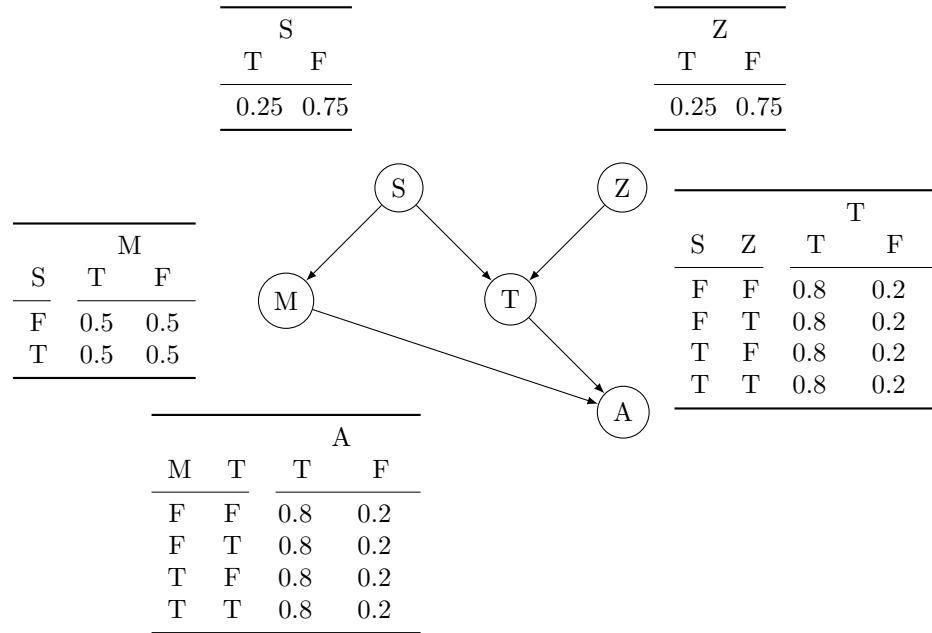 S
T F
0.25 0.75
Z
T F
0.25 0.75
S
Z
M
S T F
F 0.5 0.5
T 0.5 0.5
M
T
T
S Z T F
F F 0.8 0.2
F T 0.8 0.2
T F 0.8 0.2
T T 0.8 0.2
A
A
M T T F
F F 0.8 0.2
F T 0.8 0.2
T F 0.8 0.2
T T 0.8 0.2